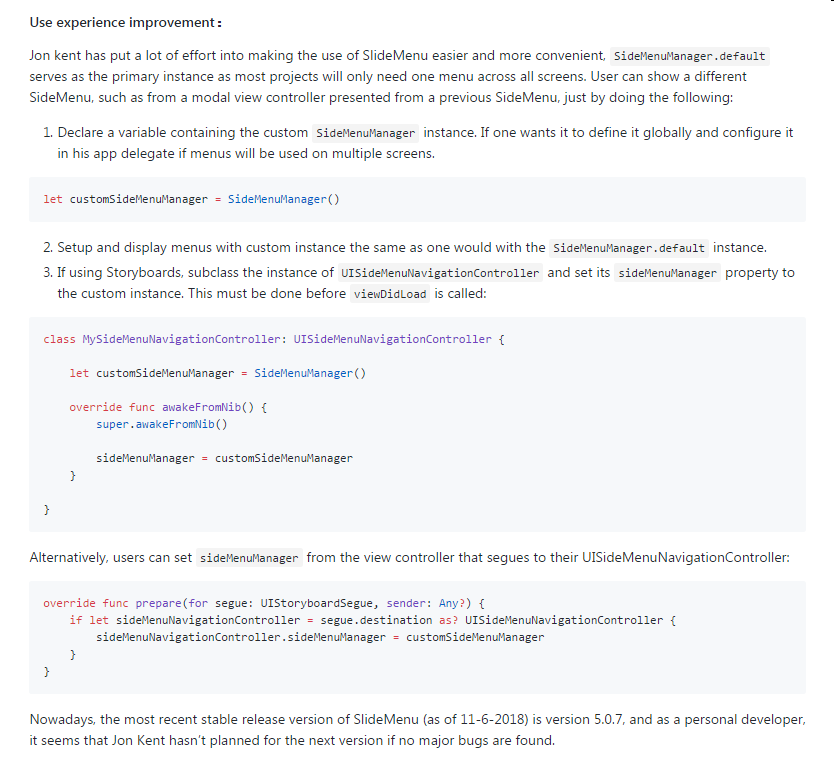 Use experience improvement：
Jon kent has put a lot of effort into making the use of SlideMenu easier and more convenient, SideMenuManager.default
serves as the primary instance as most projects will only need one menu across all screens. User can show a different
SideMenu, such as from a modal view controller presented from a previous SideMenu, just by doing the following:
1. Declare a variable containing the custom SideMenuManager instance. If one wants it to define it globally and configure it
in his app delegate if menus will be used on multiple screens.
let customSideMenuManager = SideMenuManager()
2. Setup and display menus with custom instance the same as one would with the SideMenuManager.default instance.
3. If using Storyboards, subclass the instance of UISideMenuNavigationController and set its sideMenuManager property to
the custom instance. This must be done before viewDidLoad is called:
class MySideMenuNavigationController: UISideMenuNavigationController {
let customSideMenuManager = SideMenuManager()
override func awakeFromNib() {
super.awakeFromNib()
sideMenuManager = customSideMenuManager
}
}
Alternatively, users can set sideMenuManager from the view controller that segues to their UISideMenuNavigationController:
override func prepare(for segue: UIStoryboardSegue, sender: Any?) {
if let sideMenuNavigationController = segue.destination as? UISideMenuNavigationController {
sideMenuNavigationController.sideMenuManager = customSideMenuManager
}
}
Nowadays, the most recent stable release version of SlideMenu (as of 11-6-2018) is version 5.0.7, and as a personal developer,
it seems that Jon Kent hasn't planned for the next version if no major bugs are found.